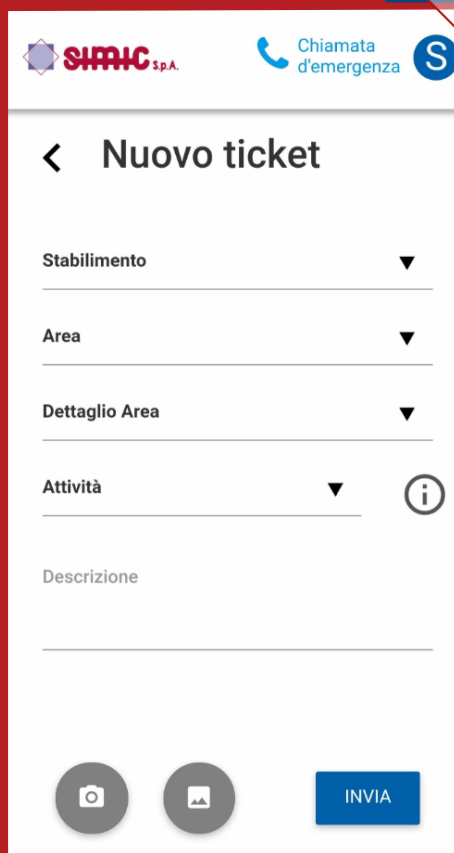 SIMIC S.P.A.
Chiamata
d'emergenza
S
Nuovo ticket
Stabilimento
Area
Dettaglio Area
Attività
i
Descrizione
INVIA